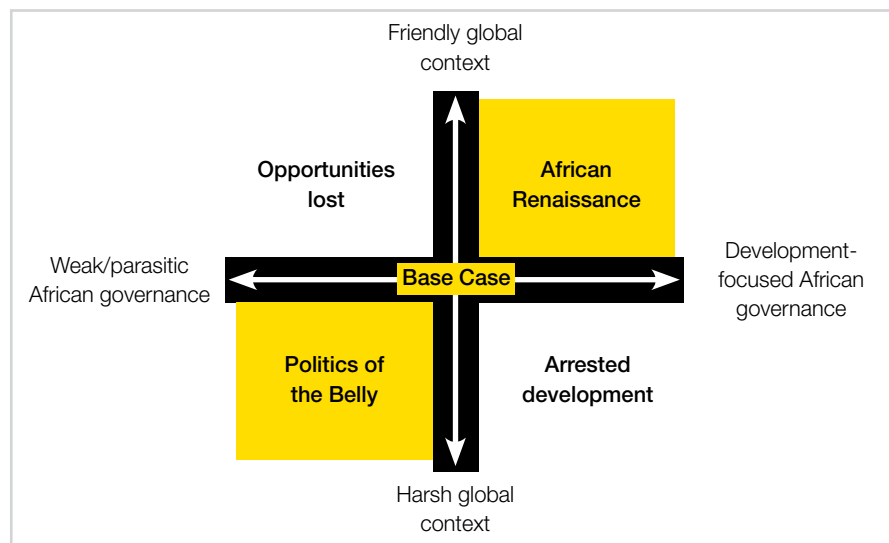 Friendly global
context
Opportunities
lost
African
Renaissance
Weak/parasitic
African governance
Base Case
Development-
focused African
governance
Politics of
the Belly
Arrested
development
Harsh global
context